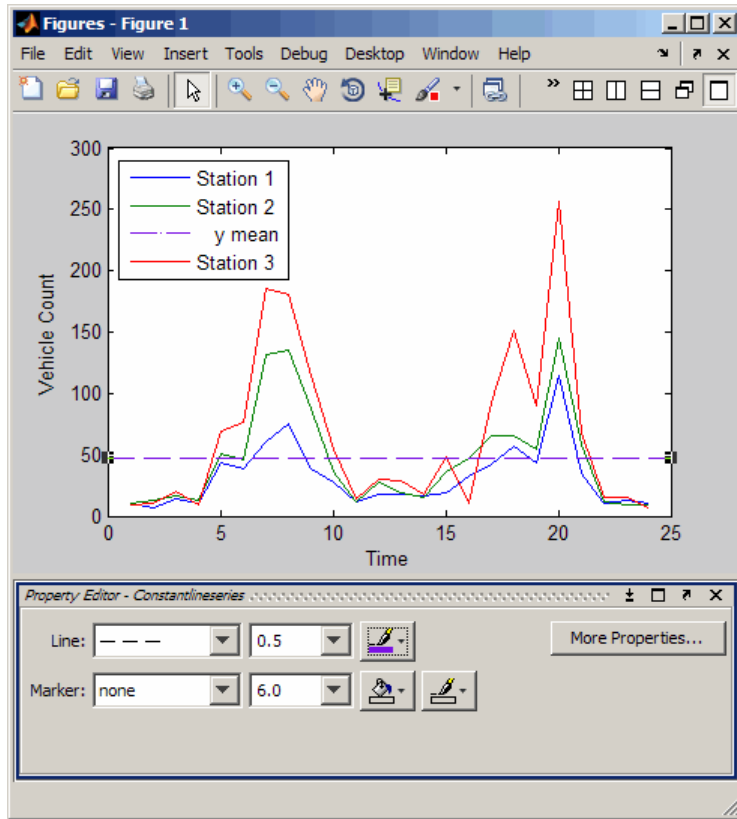 Figures - Figure 1
File Edit View Insert Tools Debug Desktop Window Help
»
300
250
200
150
100
50
0
Vehicle Count
Station 1
Station 2
y mean
Station 3
0 5 10 15 20 25
Time
Property Editor - Constantlineseries
Line: 0.5 More Properties...
Marker: none 6.0